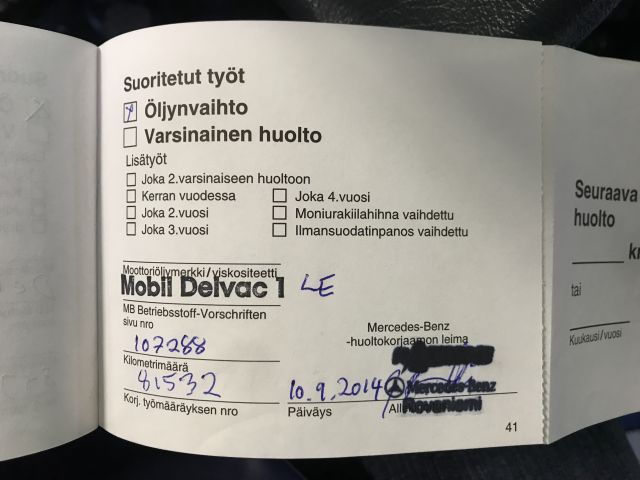 Suoritetut työt
x Öljynvaihto
Varsinainen huolto
Lisätyöt
Joka 2.varsinaiseen huoltoon
Kerran vuodessa
Joka 4.vuosi
Joka 2.vuosi
Moniurakiilahihna vaihdettu
Joka 3.vuosi
Ilmansuodatinpanos vaihdettu
Moottoriöljymerkki/viskositeetti
Mobil Delvac 1 LE
MB Betriebsstoff-Vorschriften
sivu nro
107288
Kilometrimäärä
81532
Korj. työmääräyksen nro
10.9.2014
Päiväys
Mercedes-Benz
-huoltokorjaamon leima
Mercedes-Benz
All
Rovaniemi
41
Seuraava
huolto
tai
Kuukausi/vuosi